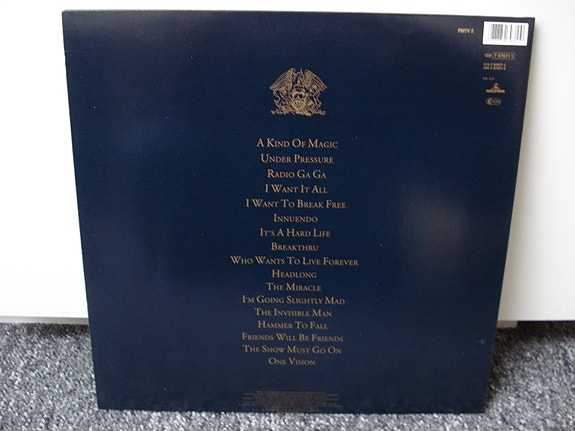 PMTV 2
A KIND OF MAGIC
UNDER PRESSURE
RADIO GA GA
I WANT IT ALL
I WANT TO BREAK FREE
INNUENDO
IT'S A HARD LIFE
BREAKTHRU
WHO WANTS TO LIVE FOREVER
HEADLONG
THE MIRACLE
I'M GOING SLIGHTLY MAD
THE INVISIBLE MAN
HAMMER TO FALL
FRIENDS WILL BE FRIENDS
THE SHOW MUST GO ON
ONE VISION